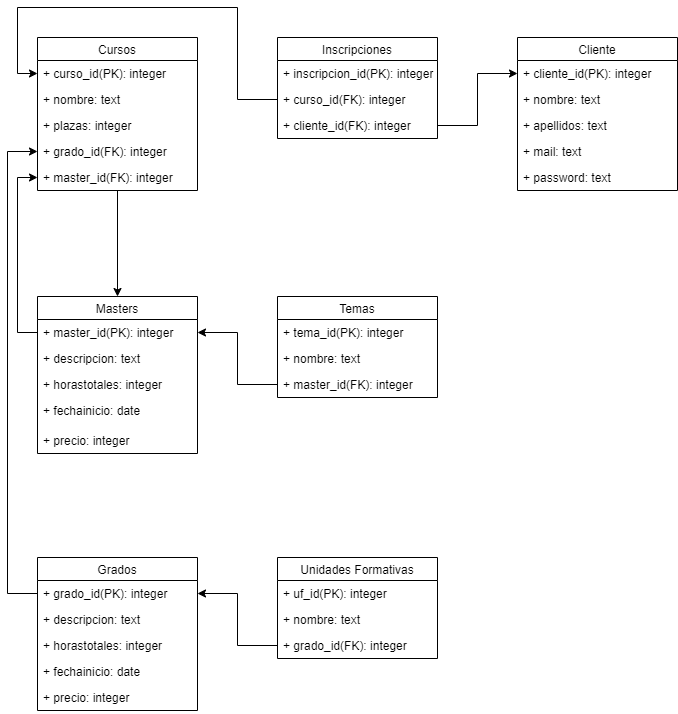 Cursos
+ curso_id(PK): integer
+ nombre: text
+ plazas: integer
+ grado_id(FK): integer
+ master_id(FK): integer
Inscripciones
+ inscripcion_id(PK): integer
+ curso_id(FK): integer
+ cliente_id(FK): integer
Cliente
+ cliente_id(PK): integer
+ nombre: text
+ apellidos: text
+ mail: text
+ password: text
Masters
+ master_id(PK): integer
+ descripcion: text
+ horastotales: integer
+ fechainicio: date
+ precio: integer
Temas
+ tema_id(PK): integer
+ nombre: text
+ master_id(FK): integer
Grados
+ grado_id(PK): integer
+ descripcion: text
+ horastotales: integer
+ fechainicio: date
+ precio: integer
Unidades Formativas
+ uf_id(PK): integer
+ nombre: text
+ grado_id(FK): integer